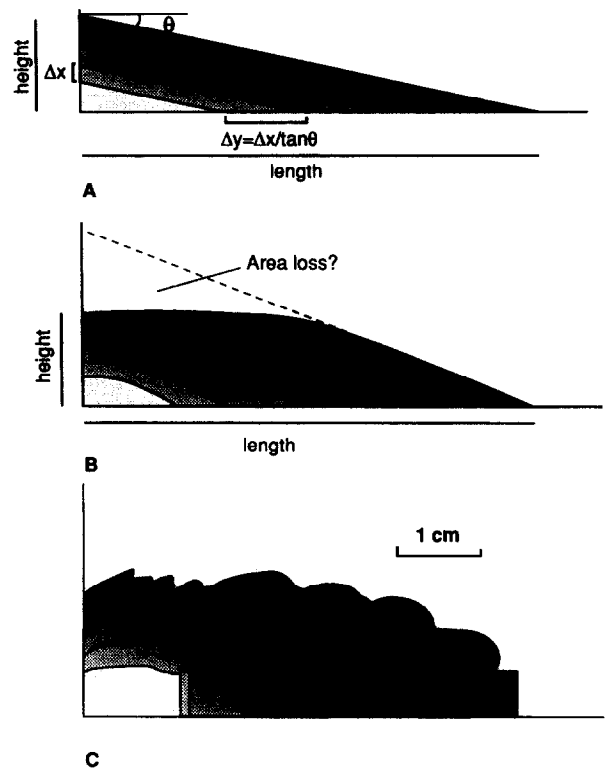 θ
height
Δx
Δy=Δx/tanθ
length
A
Area loss?
height
length
B
1 cm
C